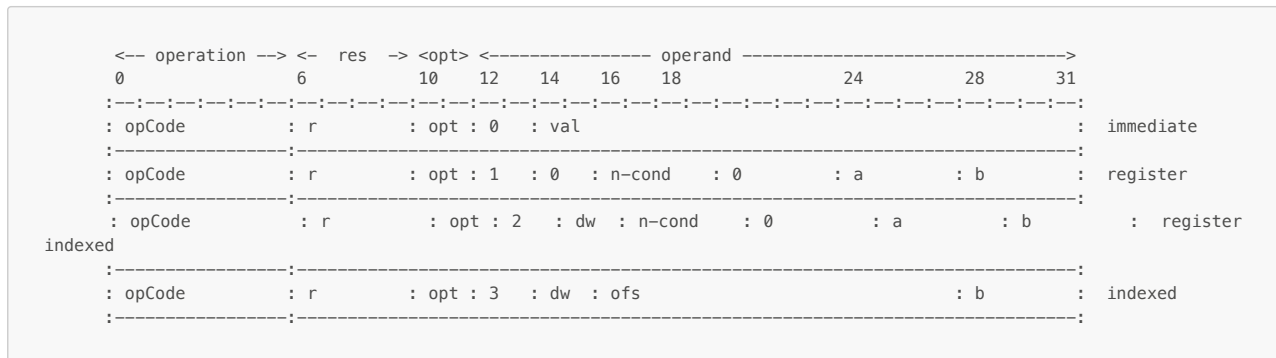 <-- operation --> <-  res  -> <opt> <---------------- operand ------------------------------>
0                 6           10    12    14    16    18                24          28      31
:--:--:--:--:--:--:--:--:--:--:--:--:--:--:--:--:--:--:--:--:--:--:--:--:--:--:--:--:--:--:--:--:
: opCode          : r         : opt : 0   : val                                                 :  immediate
:-----------------:-----------------------------------------------------------------------------:
: opCode          : r         : opt : 1   : 0   : n-cond    : 0         : a         : b         :  register
:-----------------:-----------------------------------------------------------------------------:
: opCode          : r         : opt : 2   : dw  : n-cond    : 0         : a         : b         :  register
indexed
:-----------------:-----------------------------------------------------------------------------:
: opCode          : r         : opt : 3   : dw  : ofs                               : b         :  indexed
:-----------------:-----------------------------------------------------------------------------: